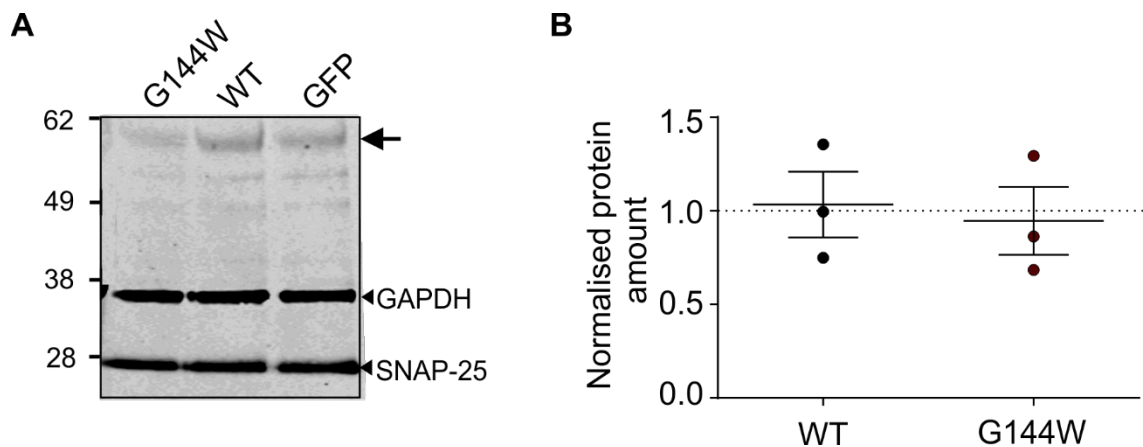 A
G144W
WT
GFP
62
49
38
28
GAPDH
SNAP-25
B
Normalised protein
amount
1.5
1.0
0.5
0.0
WT
G144W